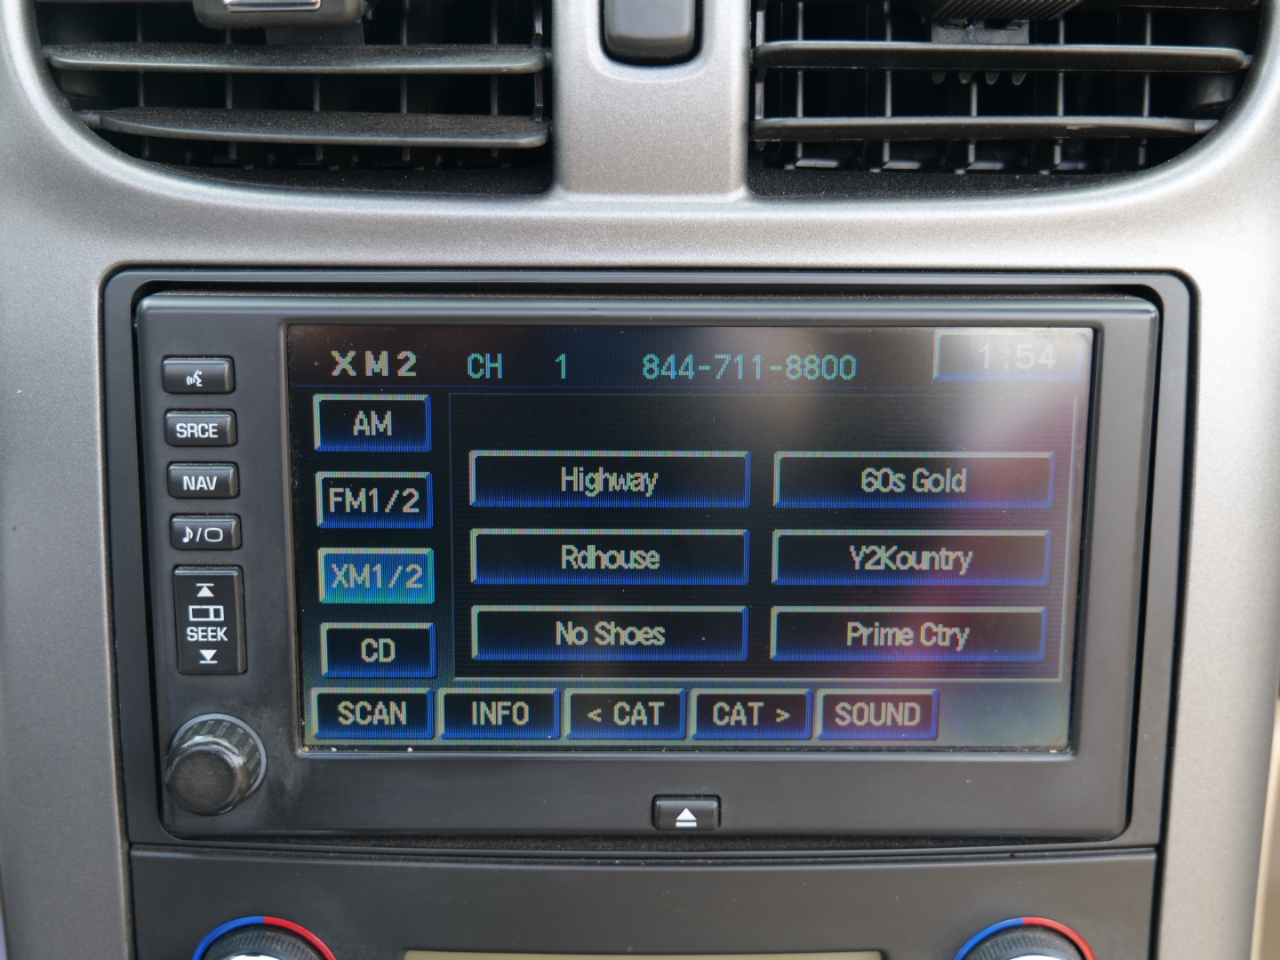 XM2 CH 1 844-711-8800 1:54
AM
FM1/2
XM1/2
CD
Highway 60s Gold
Rdhouse Y2Kountry
No Shoes Prime Ctry
SCAN INFO < CAT CAT > SOUND
SRCE
NAV
SEEK